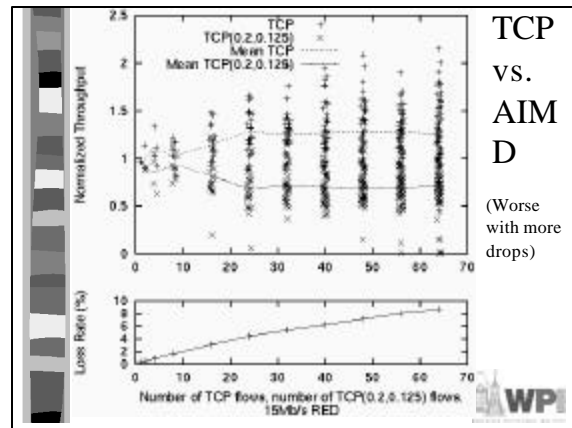 TCP
vs.
AIM
D
(Worse
with more
drops)
TCP +
TCP(0.2,0.125) ×
Mean TCP
Mean TCP(0.2,0.125)
Normalized Throughput
2.5
2
1.5
1
0.5
0
0 10 20 30 40 50 60 70
Loss Rate (%)
10
8
6
4
2
0
0 10 20 30 40 50 60 70
Number of TCP flows, number of TCP(0.2,0.125) flows.
15Mb/s RED
WPI